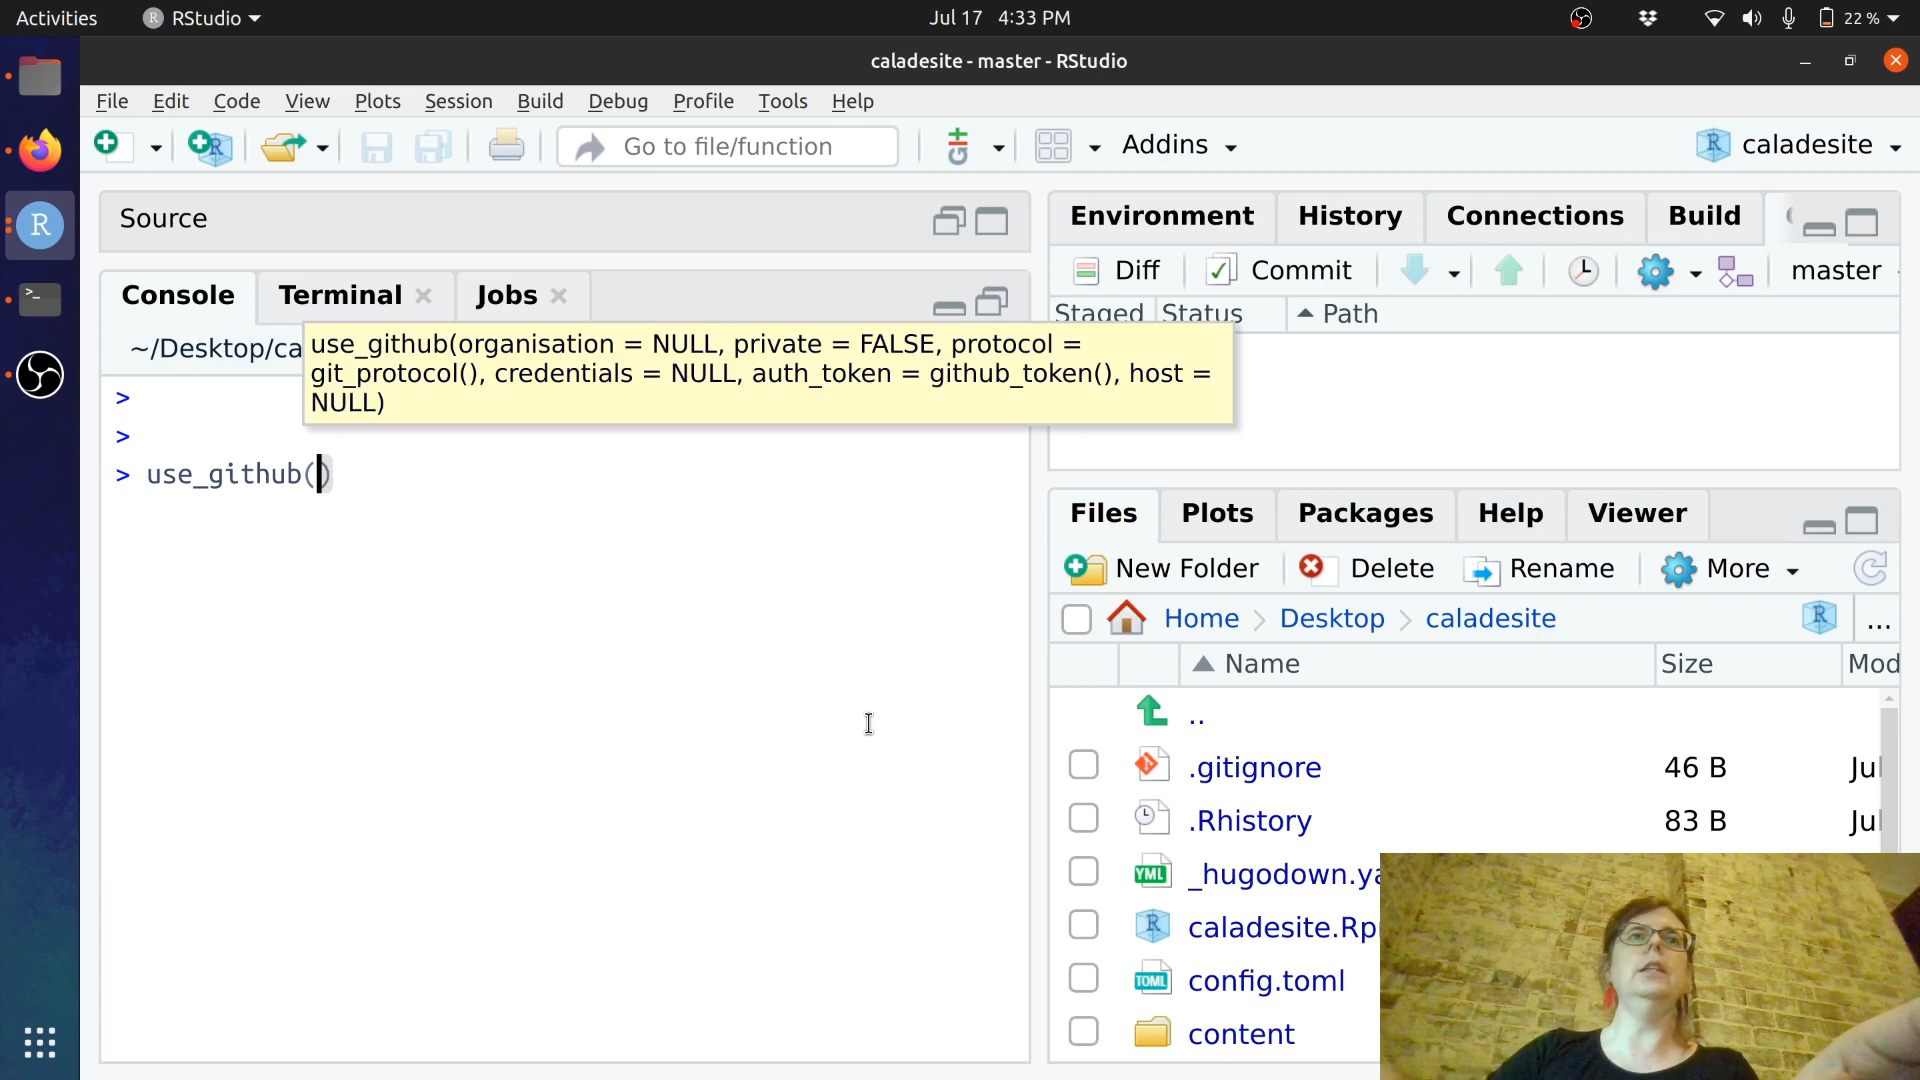 Activities
RStudio
Jul 17 4:33 PM
22 %
caladesite - master - RStudio
File Edit Code View Plots Session Build Debug Profile Tools Help
Go to file/function
Addins
caladesite
Source
Console
Terminal
Jobs
~/Desktop/ca
use_github(organisation = NULL, private = FALSE, protocol =
git_protocol(), credentials = NULL, auth_token = github_token(), host =
NULL)
>
>
> use_github()
Environment
History
Connections
Build
Diff
Commit
master
Staged Status Path
Files
Plots
Packages
Help
Viewer
New Folder
Delete
Rename
More
Home
Desktop
caladesite
...
Name
Size
Mod
..
.gitignore 46 B Jul
.Rhistory 83 B Jul
YML _hugodown.ya
caladesite.Rp
TOML config.toml
content